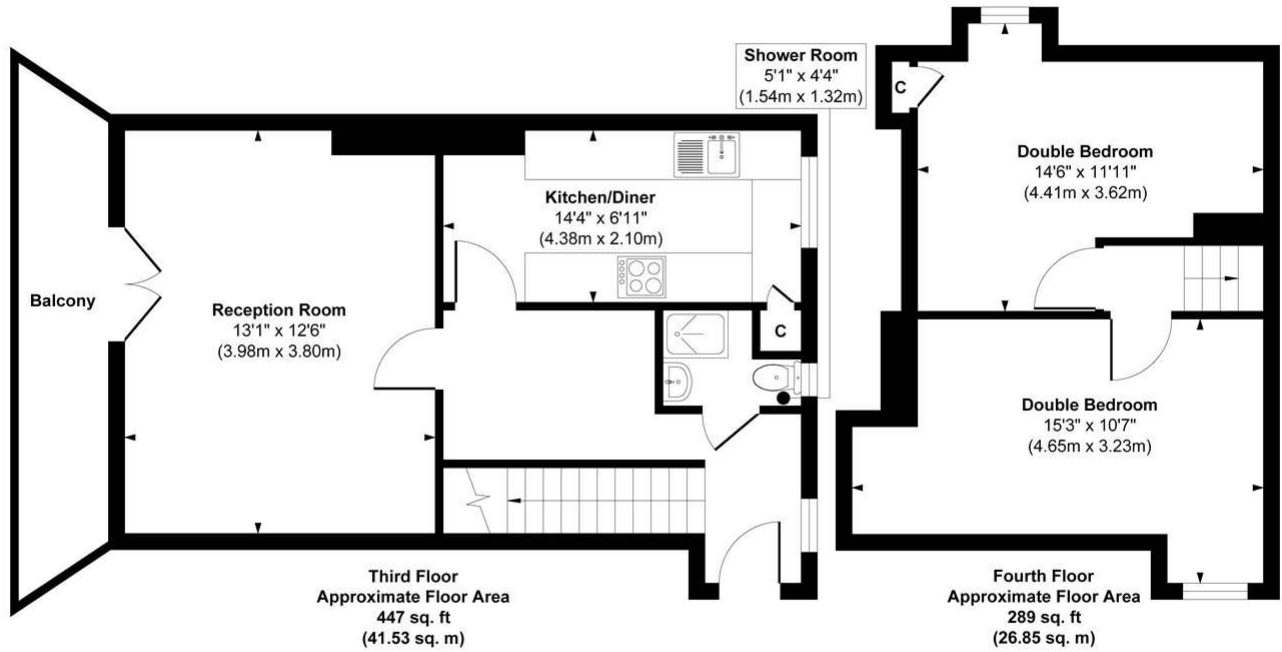 Shower Room
5'1" x 4'4"
(1.54m x 1.32m)
C
Double Bedroom
14'6" x 11'11"
(4.41m x 3.62m)
Kitchen/Diner
14'4" x 6'11"
(4.38m x 2.10m)
Balcony
Reception Room
13'1" x 12'6"
(3.98m x 3.80m)
C
Double Bedroom
15'3" x 10'7"
(4.65m x 3.23m)
Third Floor
Approximate Floor Area
447 sq. ft
(41.53 sq. m)
Fourth Floor
Approximate Floor Area
289 sq. ft
(26.85 sq. m)